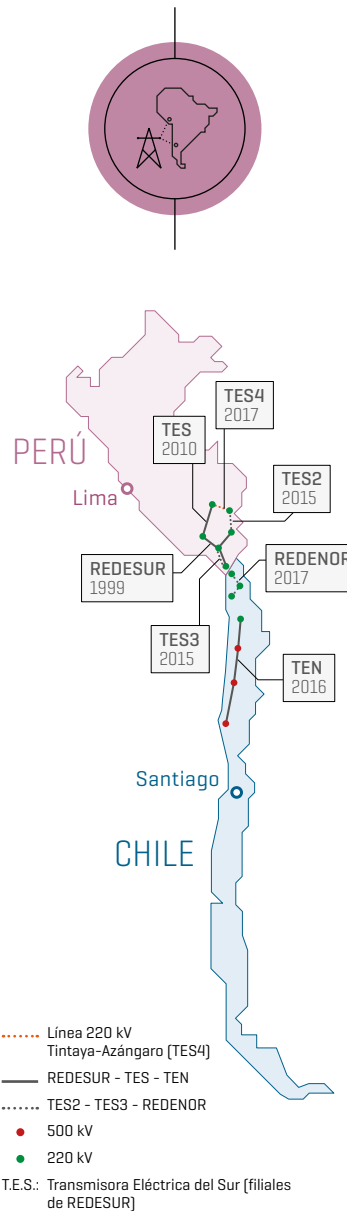 TES4
2017
TES
2010
PERÚ
TES2
2015
Lima
REDESUR
1999
REDENOR
2017
TES3
2015
TEN
2016
Santiago
CHILE
Línea 220 kV
Tintaya-Azángaro (TES4)
REDESUR - TES - TEN
TES2 - TES3 - REDENOR
500 kV
220 kV
T.E.S.: Transmisora Eléctrica del Sur (filiales
de REDESUR)